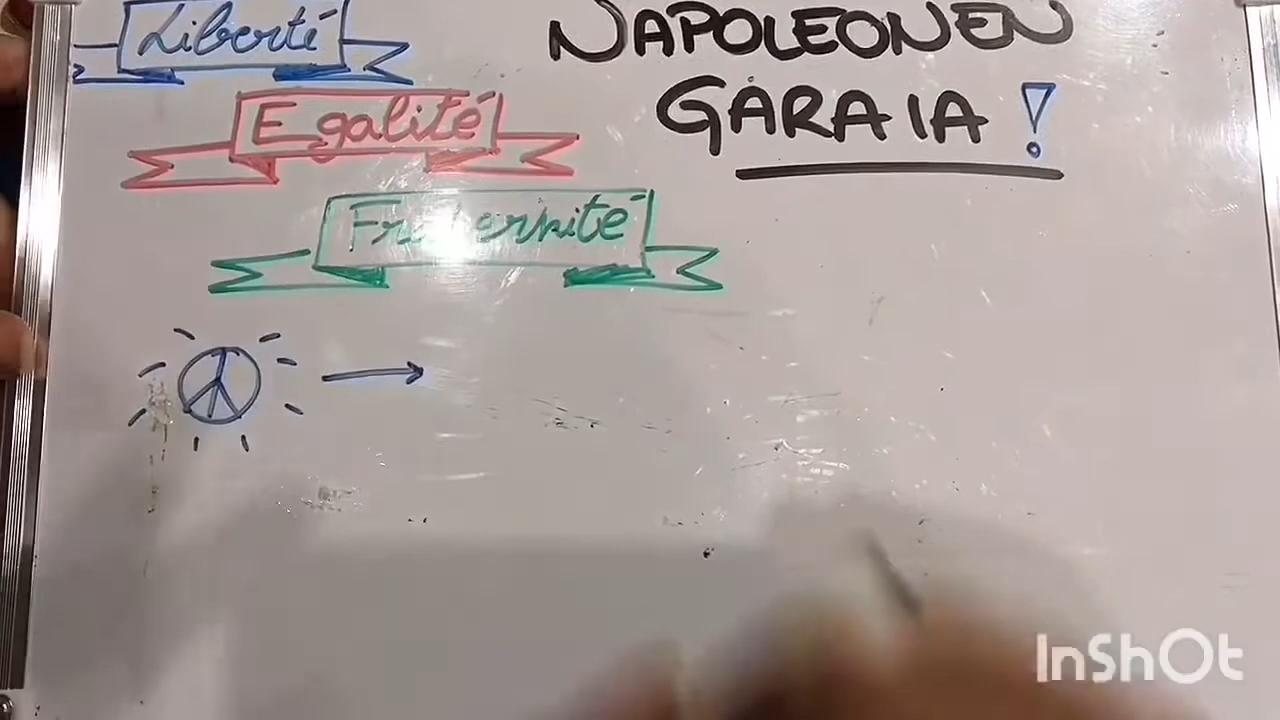 Liberté
Egalité
Fraternité
NAPOLEONEN
GARAIA!
InShOt